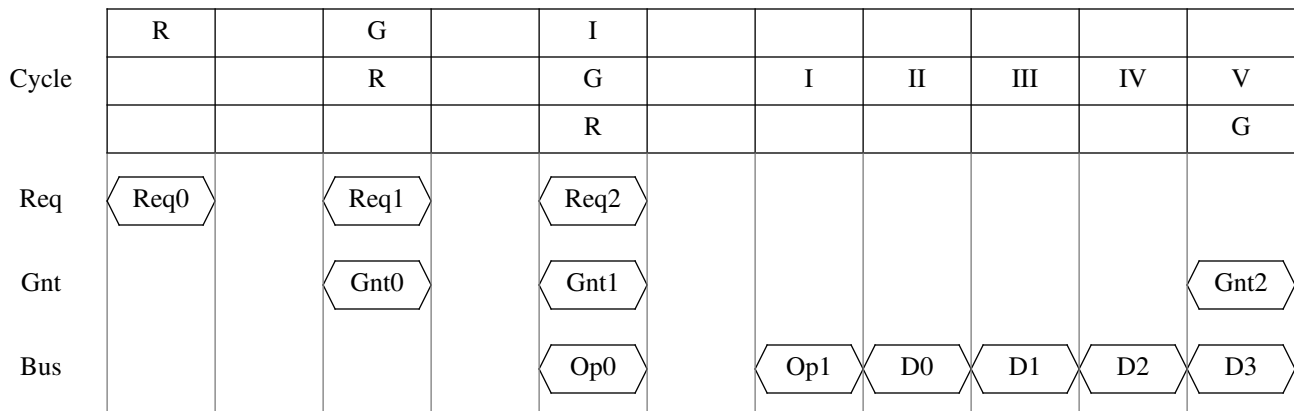 R G I
Cycle R G I II III IV V
R G
Req Req0 Req1 Req2
Gnt Gnt0 Gnt1 Gnt2
Bus Op0 Op1 D0 D1 D2 D3